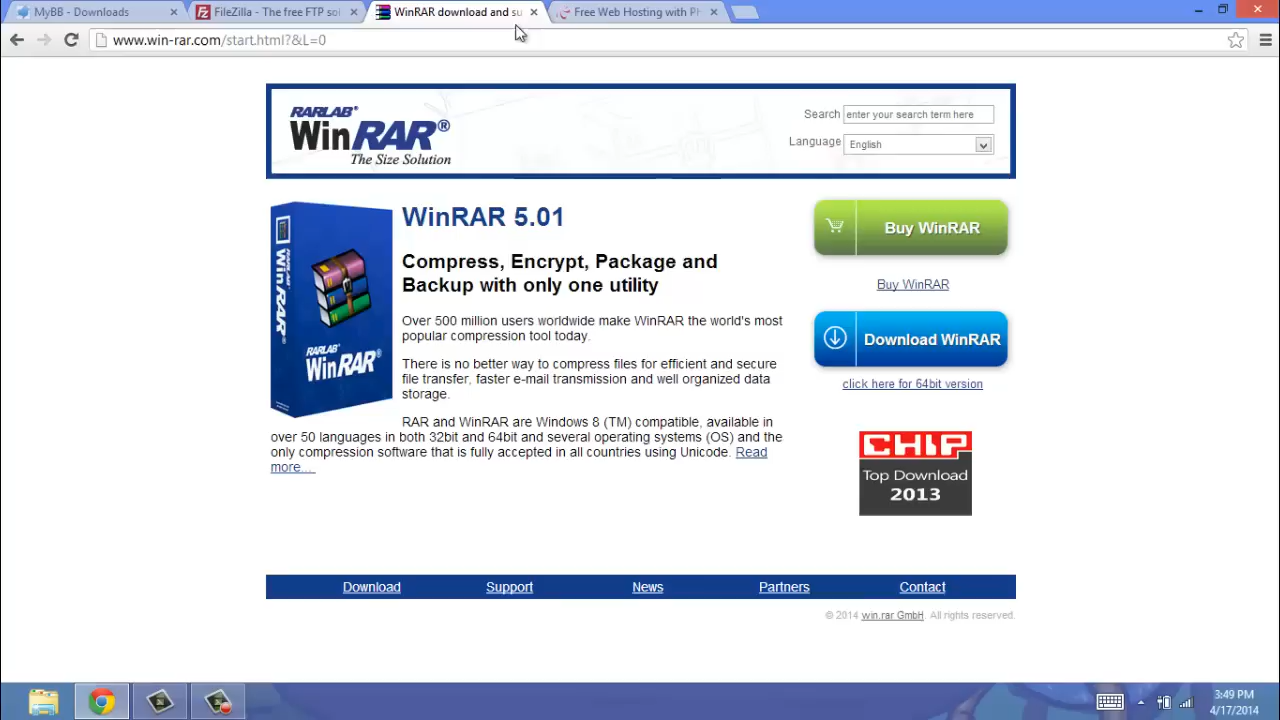 MyBB - Downloads
FileZilla - The free FTP sol
WinRAR download and su
Free Web Hosting with Ph
www.win-rar.com/start.html?&L=0
RARLAB®
WinRAR®
The Size Solution
Search enter your search term here
Language English
WinRAR 5.01
Compress, Encrypt, Package and
Backup with only one utility
Over 500 million users worldwide make WinRAR the world's most
popular compression tool today.
There is no better way to compress files for efficient and secure
file transfer, faster e-mail transmission and well organized data
storage.
RAR and WinRAR are Windows 8 (TM) compatible, available in
over 50 languages in both 32bit and 64bit and several operating systems (OS) and the
only compression software that is fully accepted in all countries using Unicode. Read
more...
RARLAB
WinRAR
RARLAB®
WinRAR®
Buy WinRAR
Buy WinRAR
Download WinRAR
click here for 64bit version
CHIP
Top Download
2013
Download Support News Partners Contact
© 2014 win.rar GmbH. All rights reserved.
3:49 PM
4/17/2014